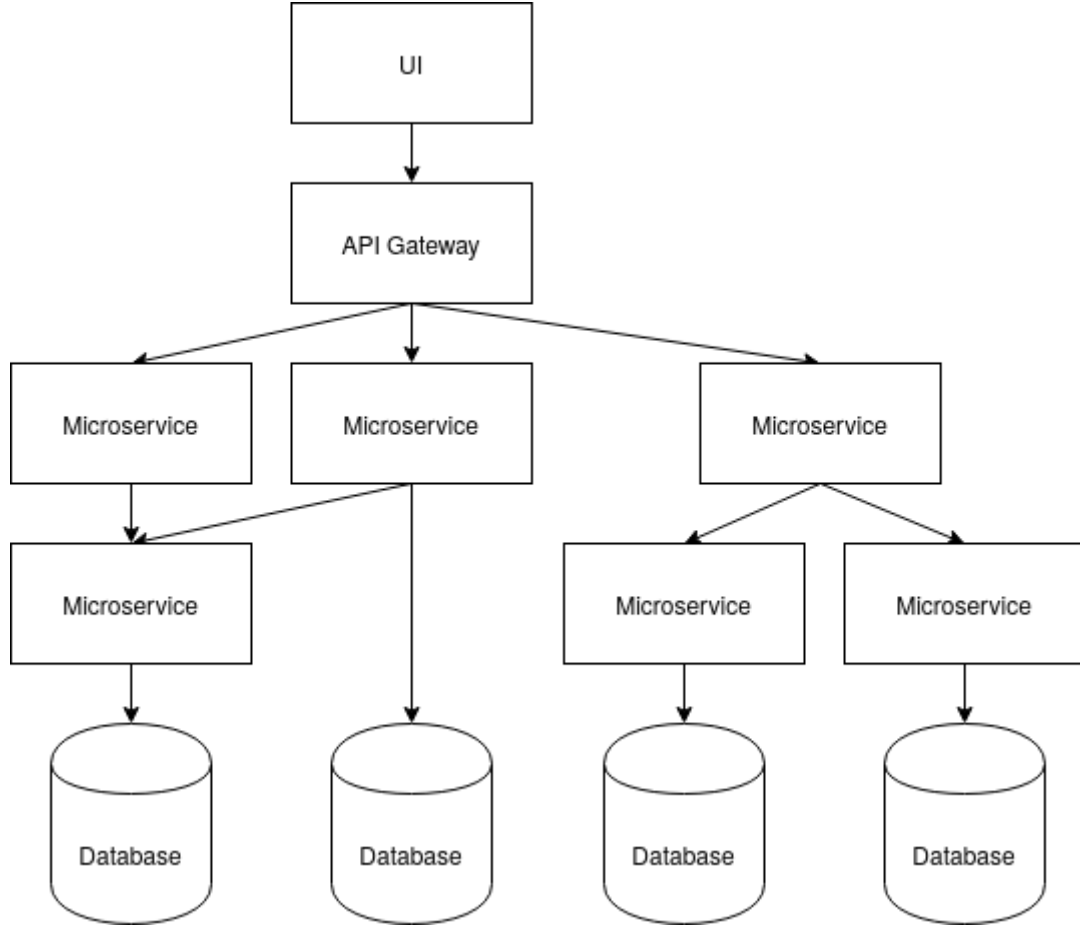 UI
API Gateway
Microservice
Microservice
Microservice
Microservice
Microservice
Microservice
Database
Database
Database
Database